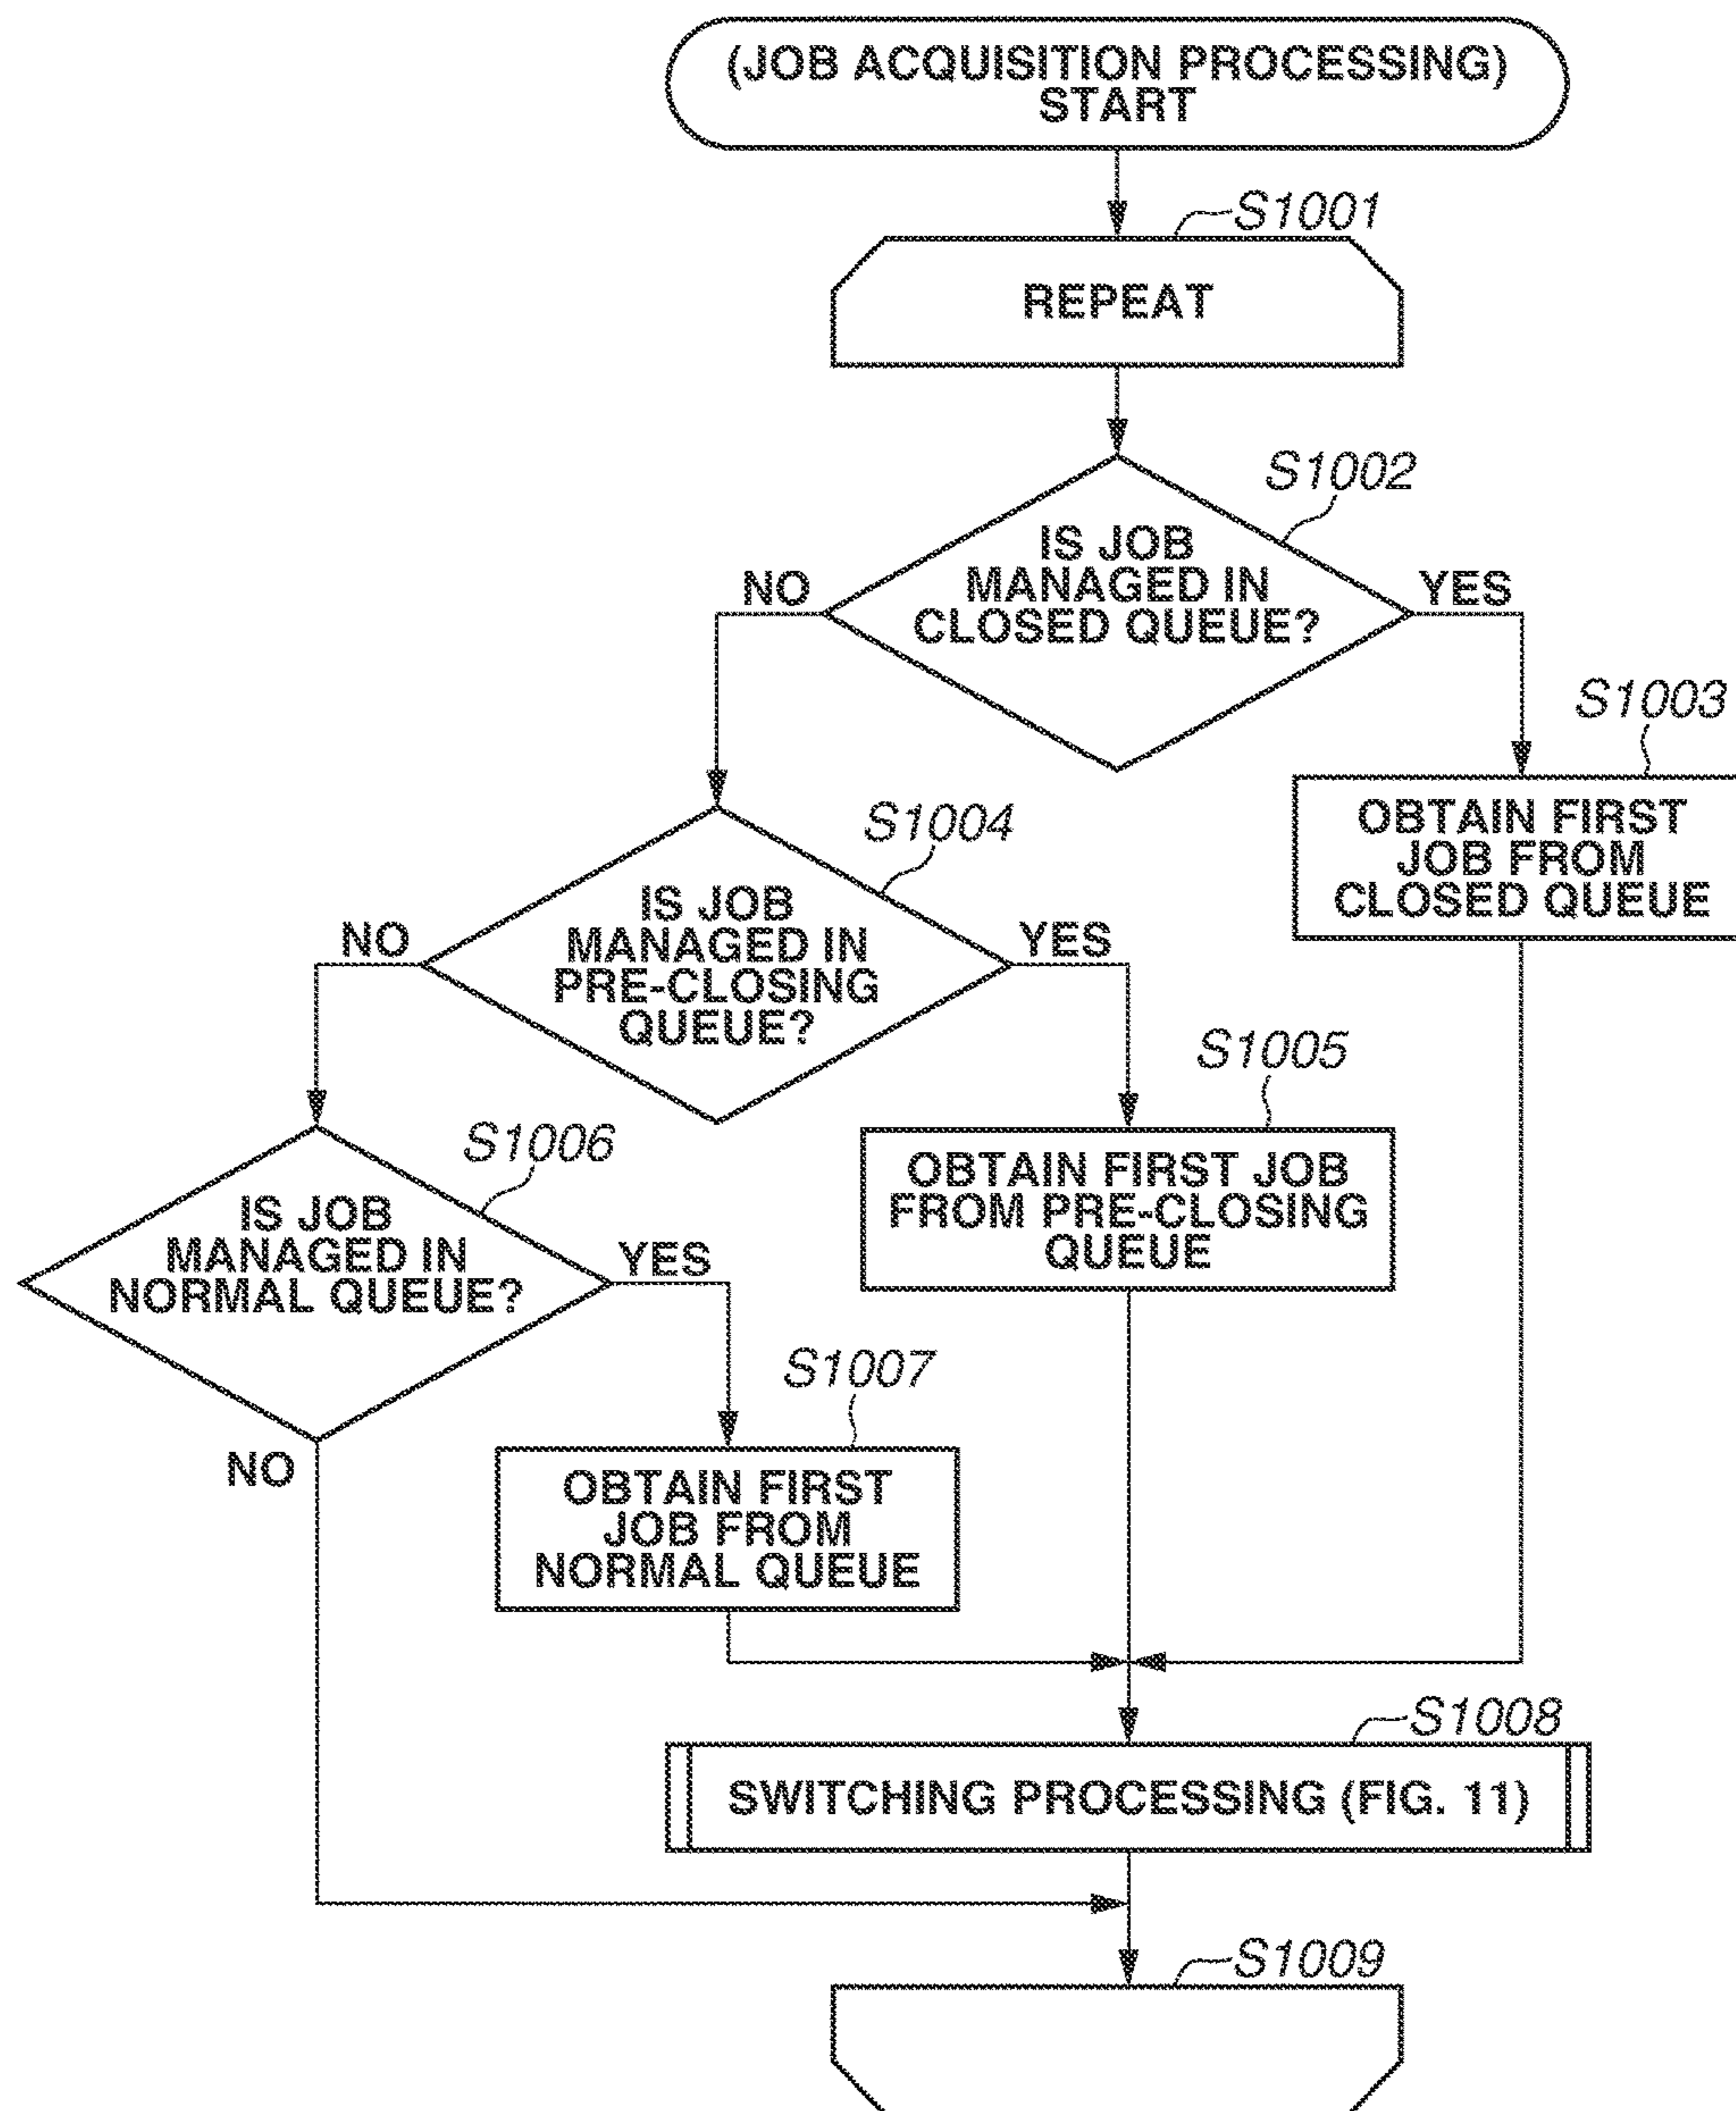 (JOB ACQUISITION PROCESSING)
START
S1001
REPEAT
S1002
IS JOB
MANAGED IN
CLOSED QUEUE?
NO
YES
S1003
OBTAIN FIRST
JOB FROM
CLOSED QUEUE
S1004
IS JOB
MANAGED IN
PRE-CLOSING
QUEUE?
NO
YES
S1005
OBTAIN FIRST JOB
FROM PRE-CLOSING
QUEUE
S1006
IS JOB
MANAGED IN
NORMAL QUEUE?
YES
NO
S1007
OBTAIN FIRST
JOB FROM
NORMAL QUEUE
S1008
SWITCHING PROCESSING (FIG. 11)
S1009